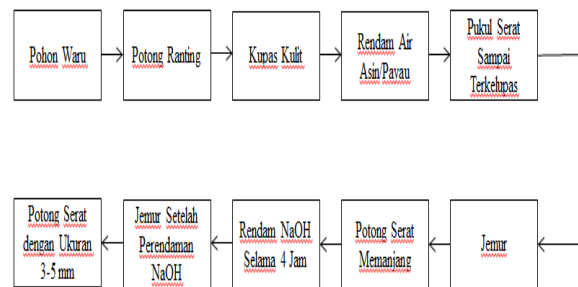 Pohon Waru
Potong Ranting
Kupas Kulit
Rendam Air
Asin/Pavau
Pukul Serat
Sampai
Terkelupas
Jemur
Potong Serat
Memanjang
Rendam NaOH
Selama 4 Jam
Jemur Setelah
Perendaman
NaOH
Potong Serat
dengan Ukuran
3-5 mm